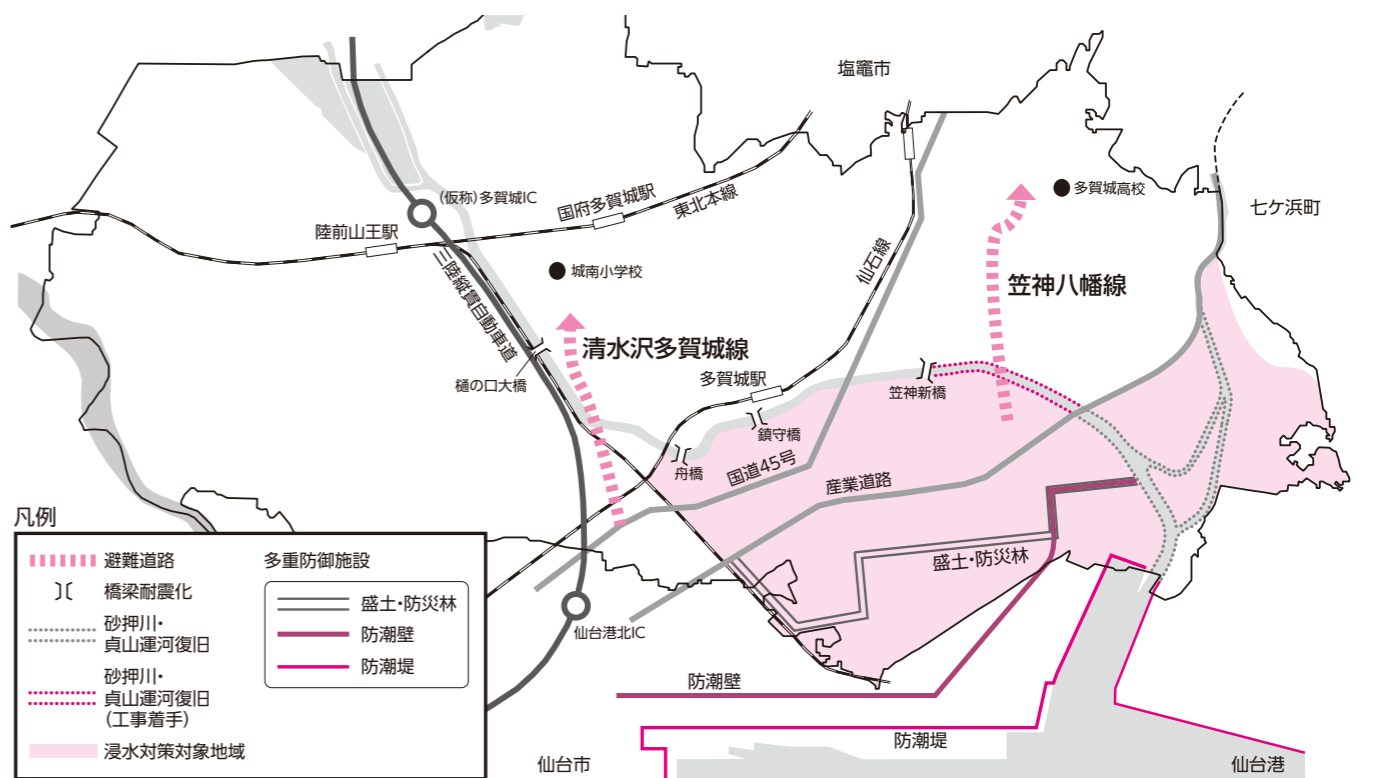 塩竈市
(仮称)多賀城IC
国府多賀城駅
東北本線
多賀城高校
七ケ浜町
陸前山王駅
城南小学校
仙石線
三陸縦貫自動車道
笠神八幡線
清水沢多賀城線
樋の口大橋
多賀城駅
笠神新橋
鎮守橋
舟橋
国道45号
産業道路
盛土・防災林
仙台港北IC
防潮壁
防潮堤
仙台市
仙台港
凡例
避難道路
橋梁耐震化
砂押川・
貞山運河復旧
砂押川・
貞山運河復旧
(工事着手)
浸水対策対象地域
多重防御施設
盛土・防災林
防潮壁
防潮堤